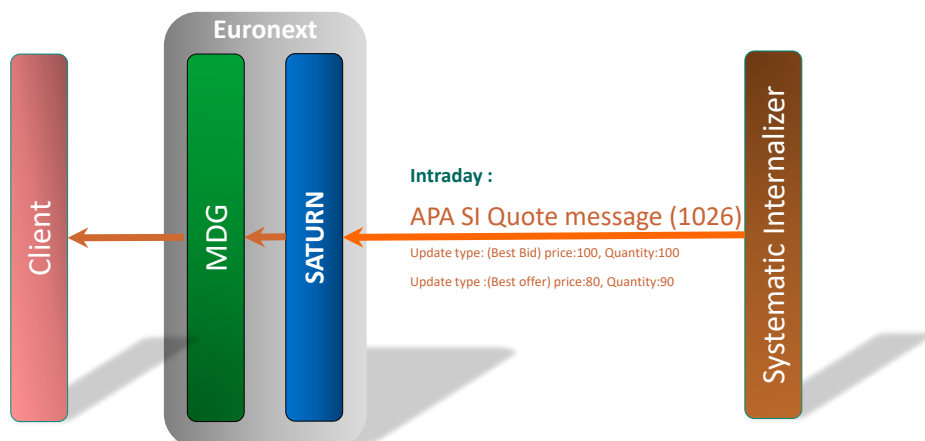 Euronext
Client
MDG
SATURN
Intraday :
APA SI Quote message (1026)
Update type: (Best Bid) price:100, Quantity:100
Update type :(Best offer) price:80, Quantity:90
Systematic Internalizer